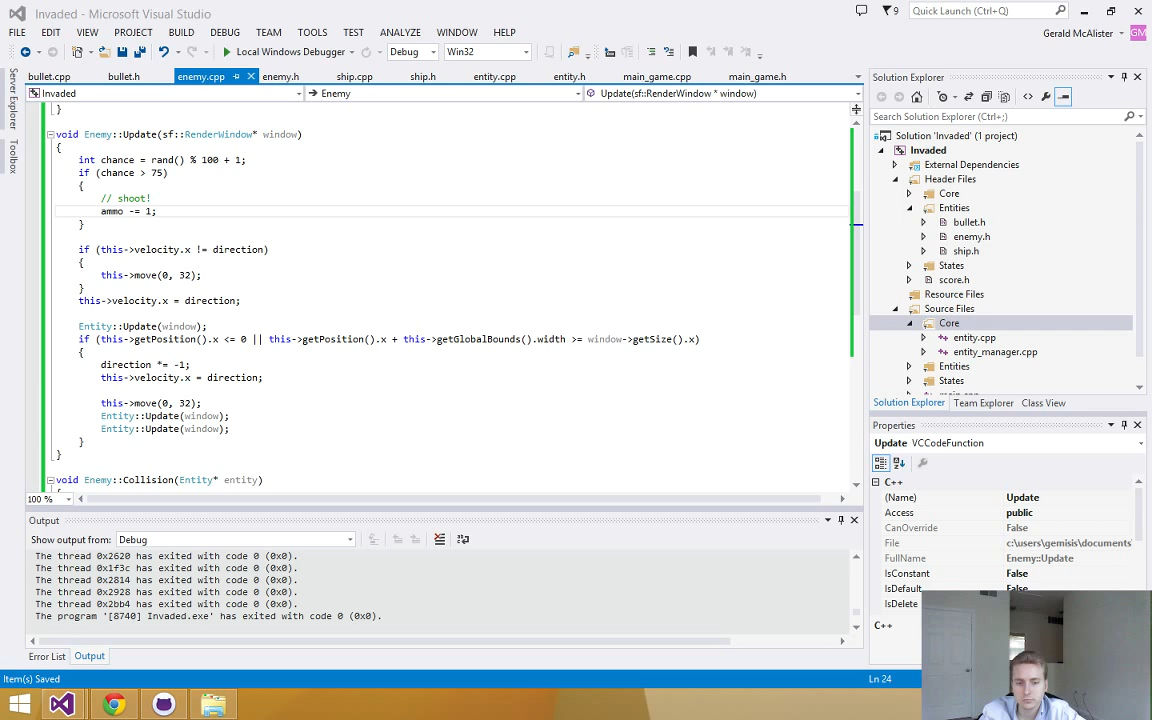 Invaded - Microsoft Visual Studio
9
Quick Launch (Ctrl+Q)
FILE EDIT VIEW PROJECT BUILD DEBUG TEAM TOOLS TEST ANALYZE WINDOW HELP
Gerald McAlister GM
Local Windows Debugger Debug Win32
Server Explorer
Toolbox
bullet.cpp bullet.h enemy.cpp enemy.h ship.cpp ship.h entity.cpp entity.h main_game.cpp main_game.h
Invaded Enemy Update(sf::RenderWindow * window)
}
void Enemy::Update(sf::RenderWindow* window)
{
int chance = rand() % 100 + 1;
if (chance > 75)
{
// shoot!
ammo -= 1;
}
if (this->velocity.x != direction)
{
this->move(0, 32);
}
this->velocity.x = direction;
Entity::Update(window);
if (this->getPosition().x <= 0 || this->getPosition().x + this->getGlobalBounds().width >= window->getSize().x)
{
direction *= -1;
this->velocity.x = direction;
this->move(0, 32);
Entity::Update(window);
Entity::Update(window);
}
}
void Enemy::Collision(Entity* entity)
100 %
Output
Show output from: Debug
The thread 0x2620 has exited with code 0 (0x0).
The thread 0x1f3c has exited with code 0 (0x0).
The thread 0x2814 has exited with code 0 (0x0).
The thread 0x2928 has exited with code 0 (0x0).
The thread 0x2bb4 has exited with code 0 (0x0).
The program '[8740] Invaded.exe' has exited with code 0 (0x0).
Error List Output
Item(s) Saved
Ln 24
Solution Explorer
Search Solution Explorer (Ctrl+;)
Solution 'Invaded' (1 project)
Invaded
External Dependencies
Header Files
Core
Entities
bullet.h
enemy.h
ship.h
States
score.h
Resource Files
Source Files
Core
entity.cpp
entity_manager.cpp
Entities
States
Solution Explorer Team Explorer Class View
Properties
Update VCCodeFunction
C++
(Name) Update
Access public
CanOverride False
File c:\users\gemisis\documents
FullName Enemy::Update
IsConstant False
IsDefault False
IsDelete
C++